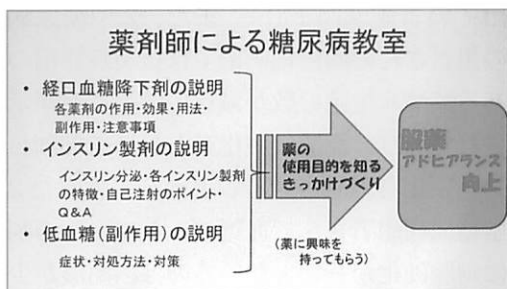 薬剤師による糖尿病教室
・ 経口血糖降下剤の説明
各薬剤の作用・効果・用法・
副作用・注意事項
・ インスリン製剤の説明
インスリン分泌・各インスリン製剤
の特徴・自己注射のポイント・
Q&A
・ 低血糖(副作用)の説明
症状・対処方法・対策
薬の
使用目的を知る
きっかけづくり
(薬に興味を
持ってもらう)
服薬
アドヒアランス
向上